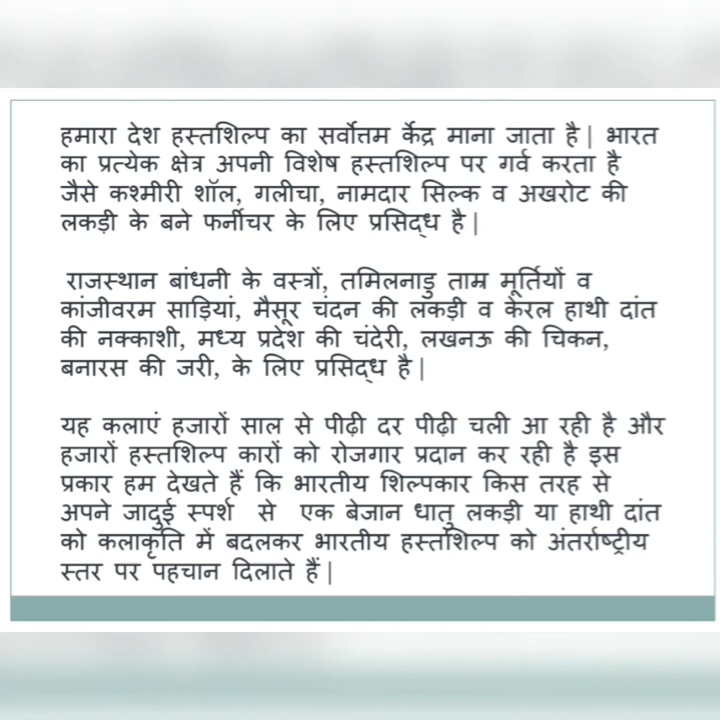 हमारा देश हस्तशिल्प का सर्वोत्तम केंद्र माना जाता है| भारत
का प्रत्येक क्षेत्र अपनी विशेष हस्तशिल्प पर गर्व करता है
जैसे कश्मीरी शॉल, गलीचा, नामदार सिल्क व अखरोट की
लकड़ी के बने फर्नीचर के लिए प्रसिद्ध है|
राजस्थान बांधनी के वस्त्रों, तमिलनाडु ताम्र मूर्तियों व
कांजीवरम साड़ियां, मैसूर चंदन की लकड़ी व केरल हाथी दांत
की नक्काशी, मध्य प्रदेश की चंदेरी, लखनऊ की चिकन,
बनारस की जरी, के लिए प्रसिद्ध है|
यह कलाएं हजारों साल से पीढ़ी दर पीढ़ी चली आ रही है और
हजारों हस्तशिल्प कारों को रोजगार प्रदान कर रही है इस
प्रकार हम देखते हैं कि भारतीय शिल्पकार किस तरह से
अपने जादुई स्पर्श से एक बेजान धातु लकड़ी या हाथी दांत
को कलाकृति में बदलकर भारतीय हस्तशिल्प को अंतर्राष्ट्रीय
स्तर पर पहचान दिलाते हैं|